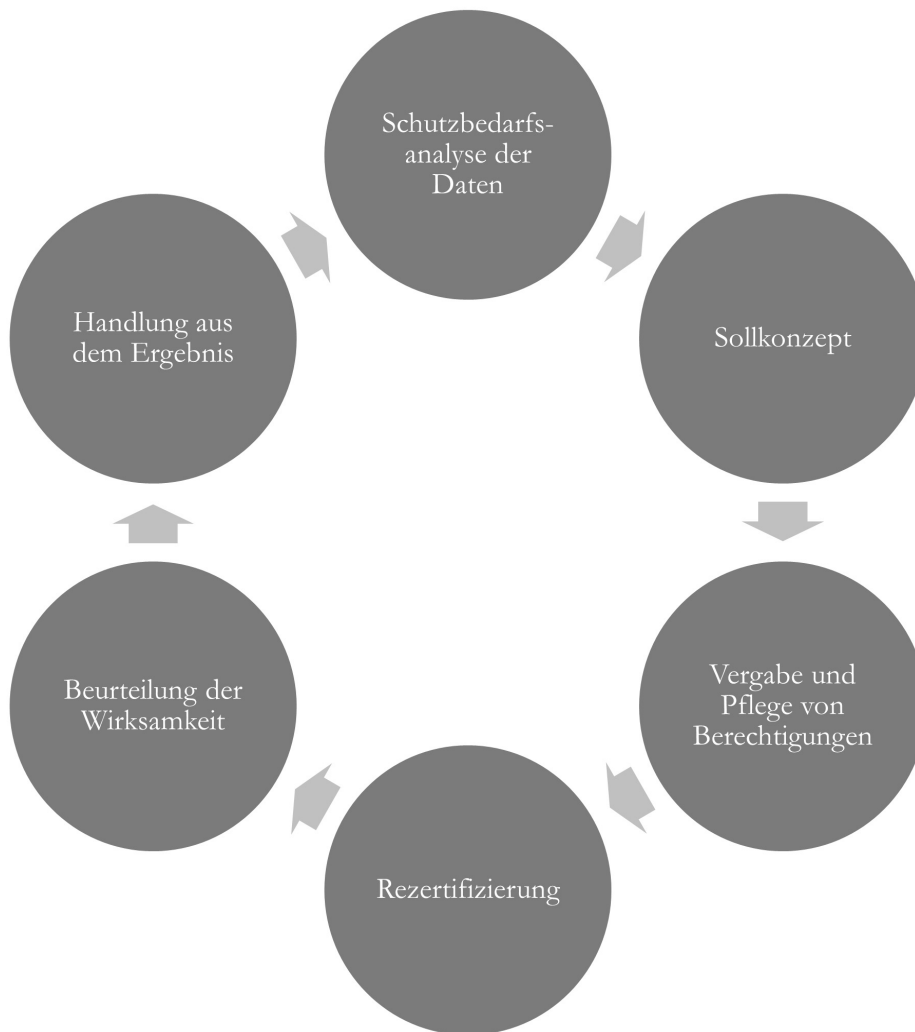 Schutzbedarfs-
analyse der
Daten
Sollkonzept
Vergabe und
Pflege von
Berechtigungen
Rezertifizierung
Beurteilung der
Wirksamkeit
Handlung aus
dem Ergebnis